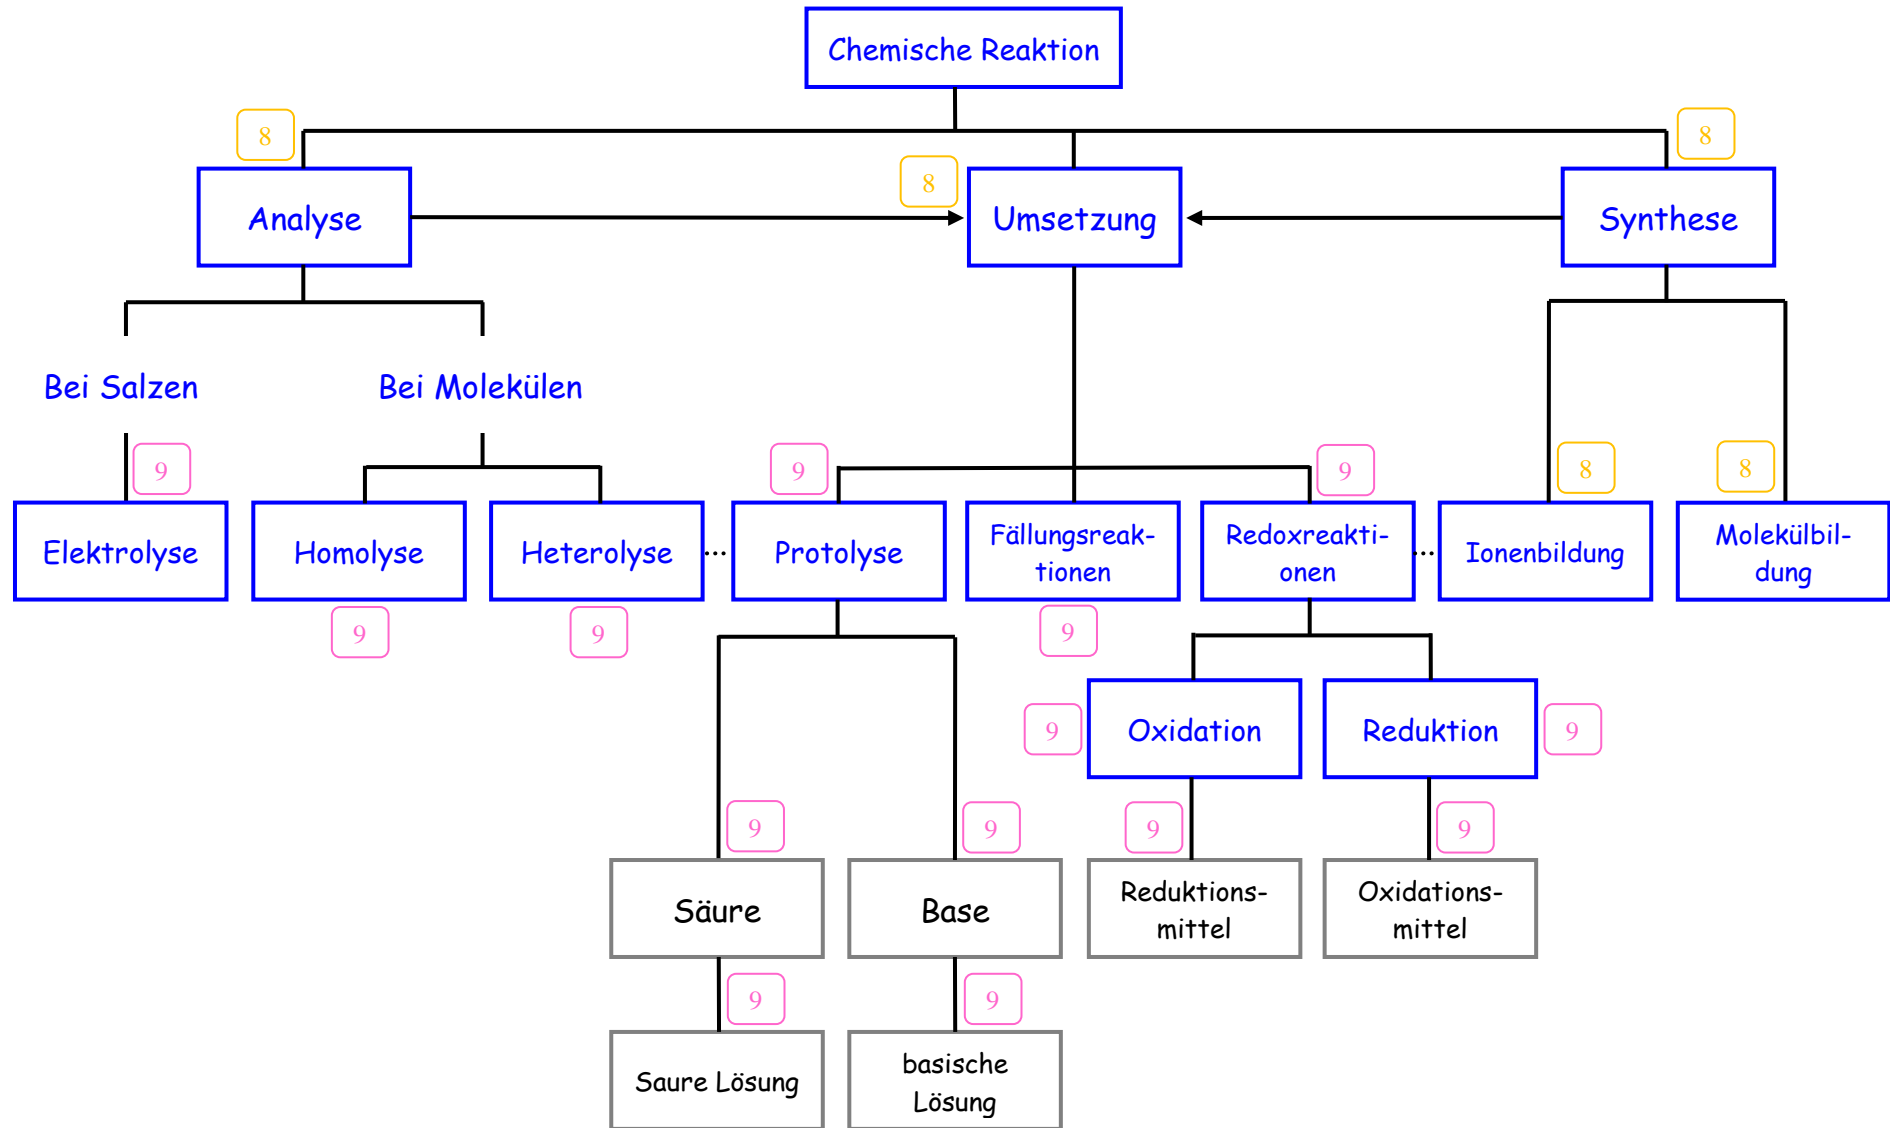 Chemische Reaktion
8
8
8
Analyse
Umsetzung
Synthese
Bei Salzen
Bei Molekülen
9
9
9
8
8
Elektrolyse
Homolyse
Heterolyse
...
Protolyse
Fällungsreak-
tionen
Redoxreakti-
onen
...
Ionenbildung
Molekülbil-
dung
9
9
9
9
Oxidation
Reduktion
9
9
9
9
9
Säure
Base
Reduktions-
mittel
Oxidations-
mittel
9
9
Saure Lösung
basische
Lösung